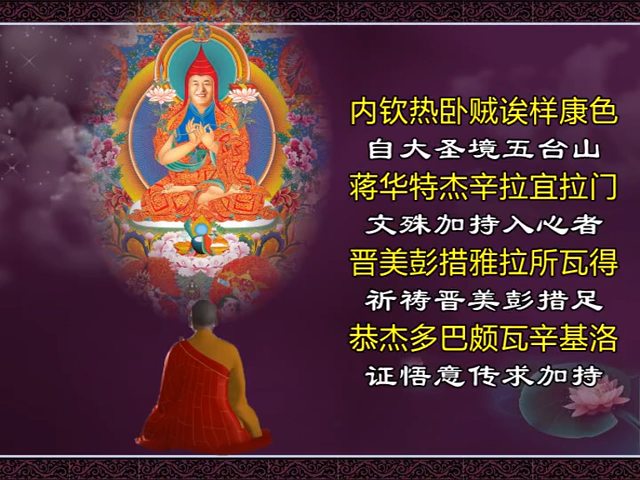 内钦热卧贼诶样康色
自大圣境五台山
蒋华特杰辛拉宜拉门
文殊加持入心者
晋美彭措雅拉所瓦得
祈祷晋美彭措足
恭杰多巴颇瓦辛基洛
证悟意传求加持